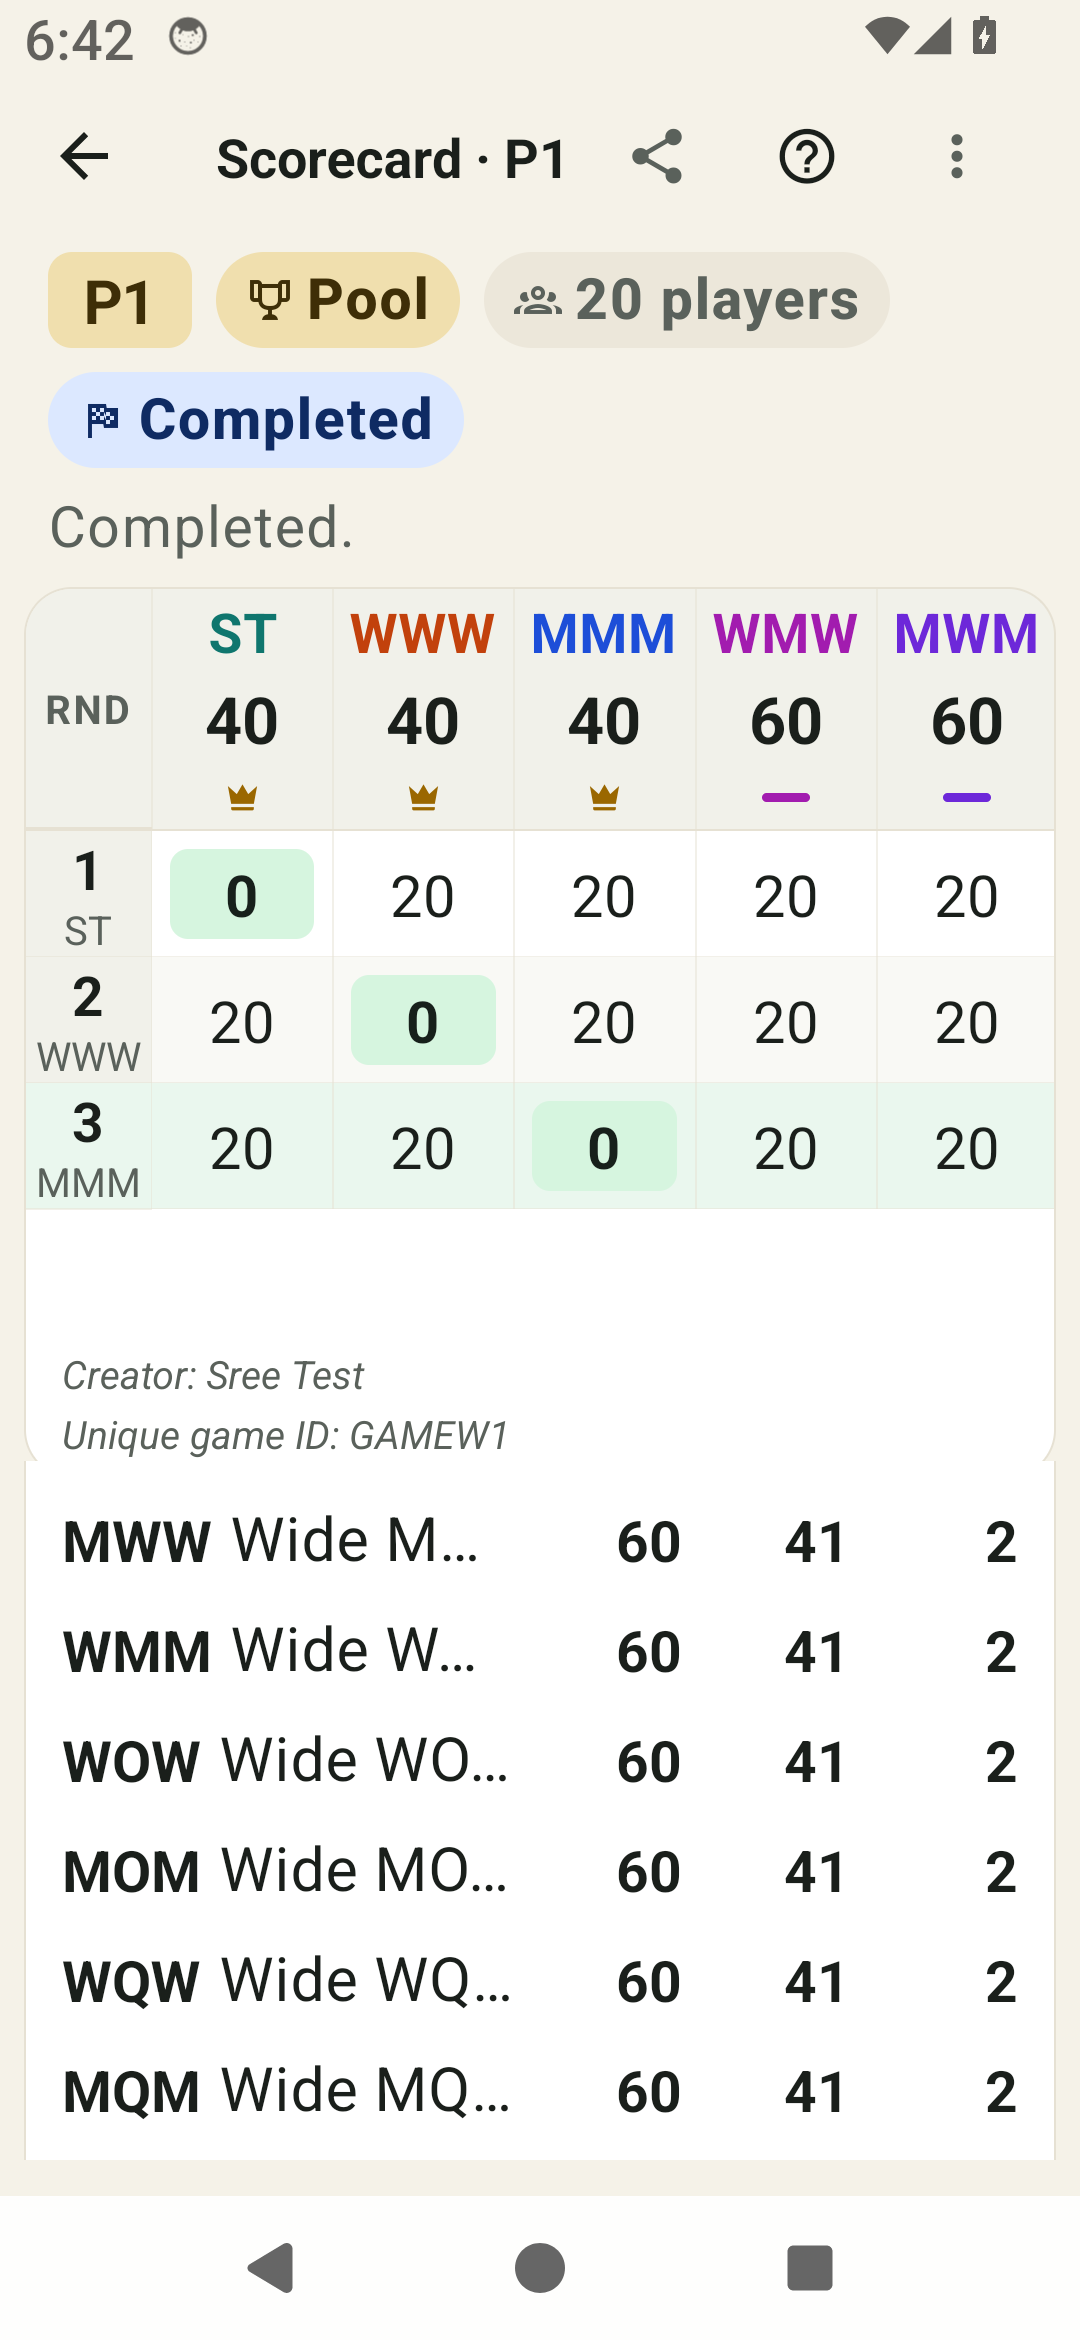 6:42
Scorecard · P1
P1 Pool 20 players
Completed
Completed.
RND ST WWW MMM WMW MWM
40 40 40 60 60
1 0 20 20 20 20
ST
2 20 0 20 20 20
WWW
3 20 20 0 20 20
MMM
Creator: Sree Test
Unique game ID: GAMEW1
MWW Wide M... 60 41 2
WMM Wide W... 60 41 2
WOW Wide WO... 60 41 2
MOM Wide MO... 60 41 2
WQW Wide WQ... 60 41 2
MQM Wide MQ... 60 41 2